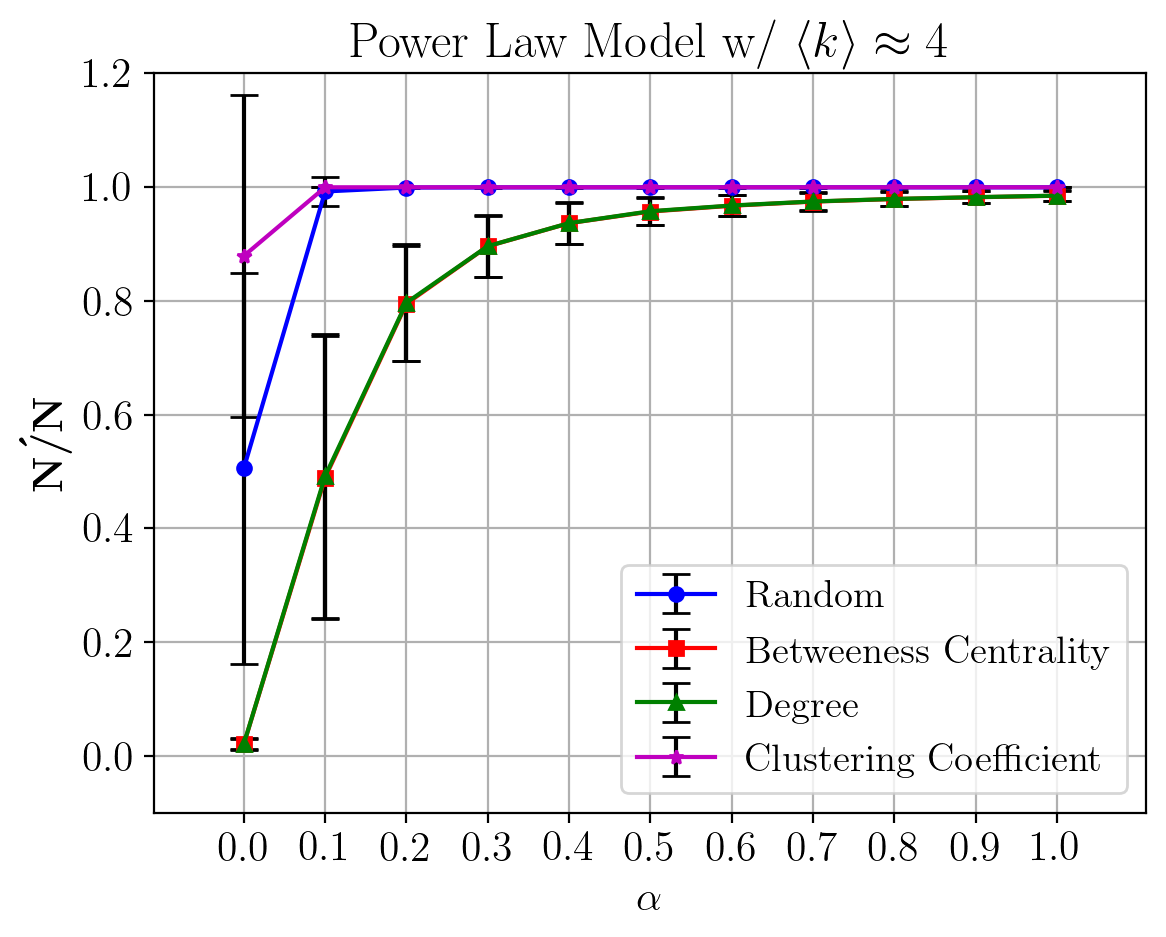 Power Law Model w/ ⟨k⟩ ≈ 4
1.2
1.0
0.8
0.6
0.4
0.2
0.0
N̂́/N
0.0 0.1 0.2 0.3 0.4 0.5 0.6 0.7 0.8 0.9 1.0
α
Random
Betweeness Centrality
Degree
Clustering Coefficient